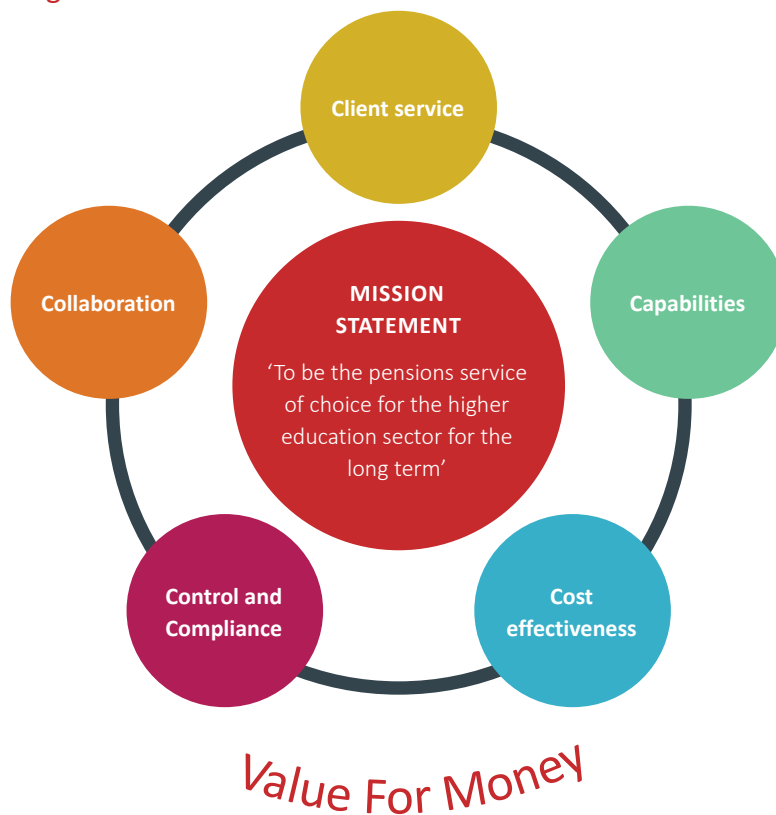 Client service
Collaboration
Capabilities
MISSION
STATEMENT
‘To be the pensions service
of choice for the higher
education sector for the
long term’
Control and
Compliance
Cost
effectiveness
Value For Money